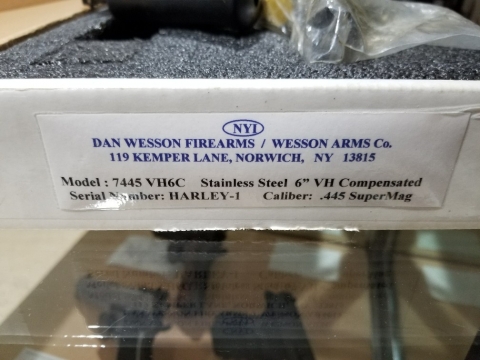 NYI
DAN WESSON FIREARMS / WESSON ARMS Co.
119 KEMPER LANE, NORWICH, NY 13815
Model : 7445 VH6C Stainless Steel 6" VH Compensated
Serial Number: HARLEY-1 Caliber: .445 SuperMag